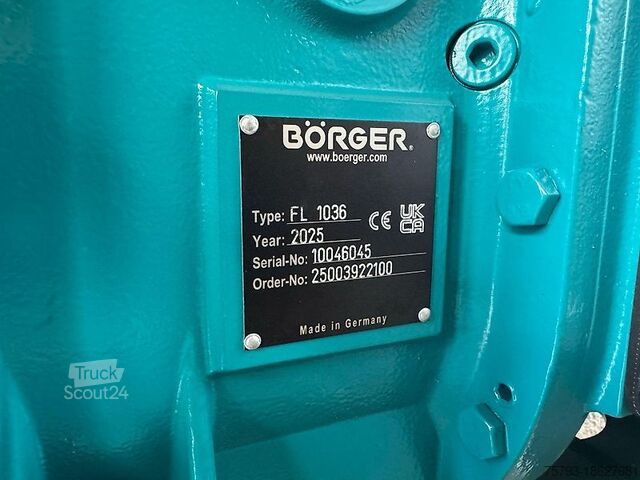 BÖRGER®
www.boerger.com
Type: FL 1036
CE UK CA
Year: 2025
Serial-No: 10046045
Order-No: 25003922100
Made in Germany
Truck
Scout24